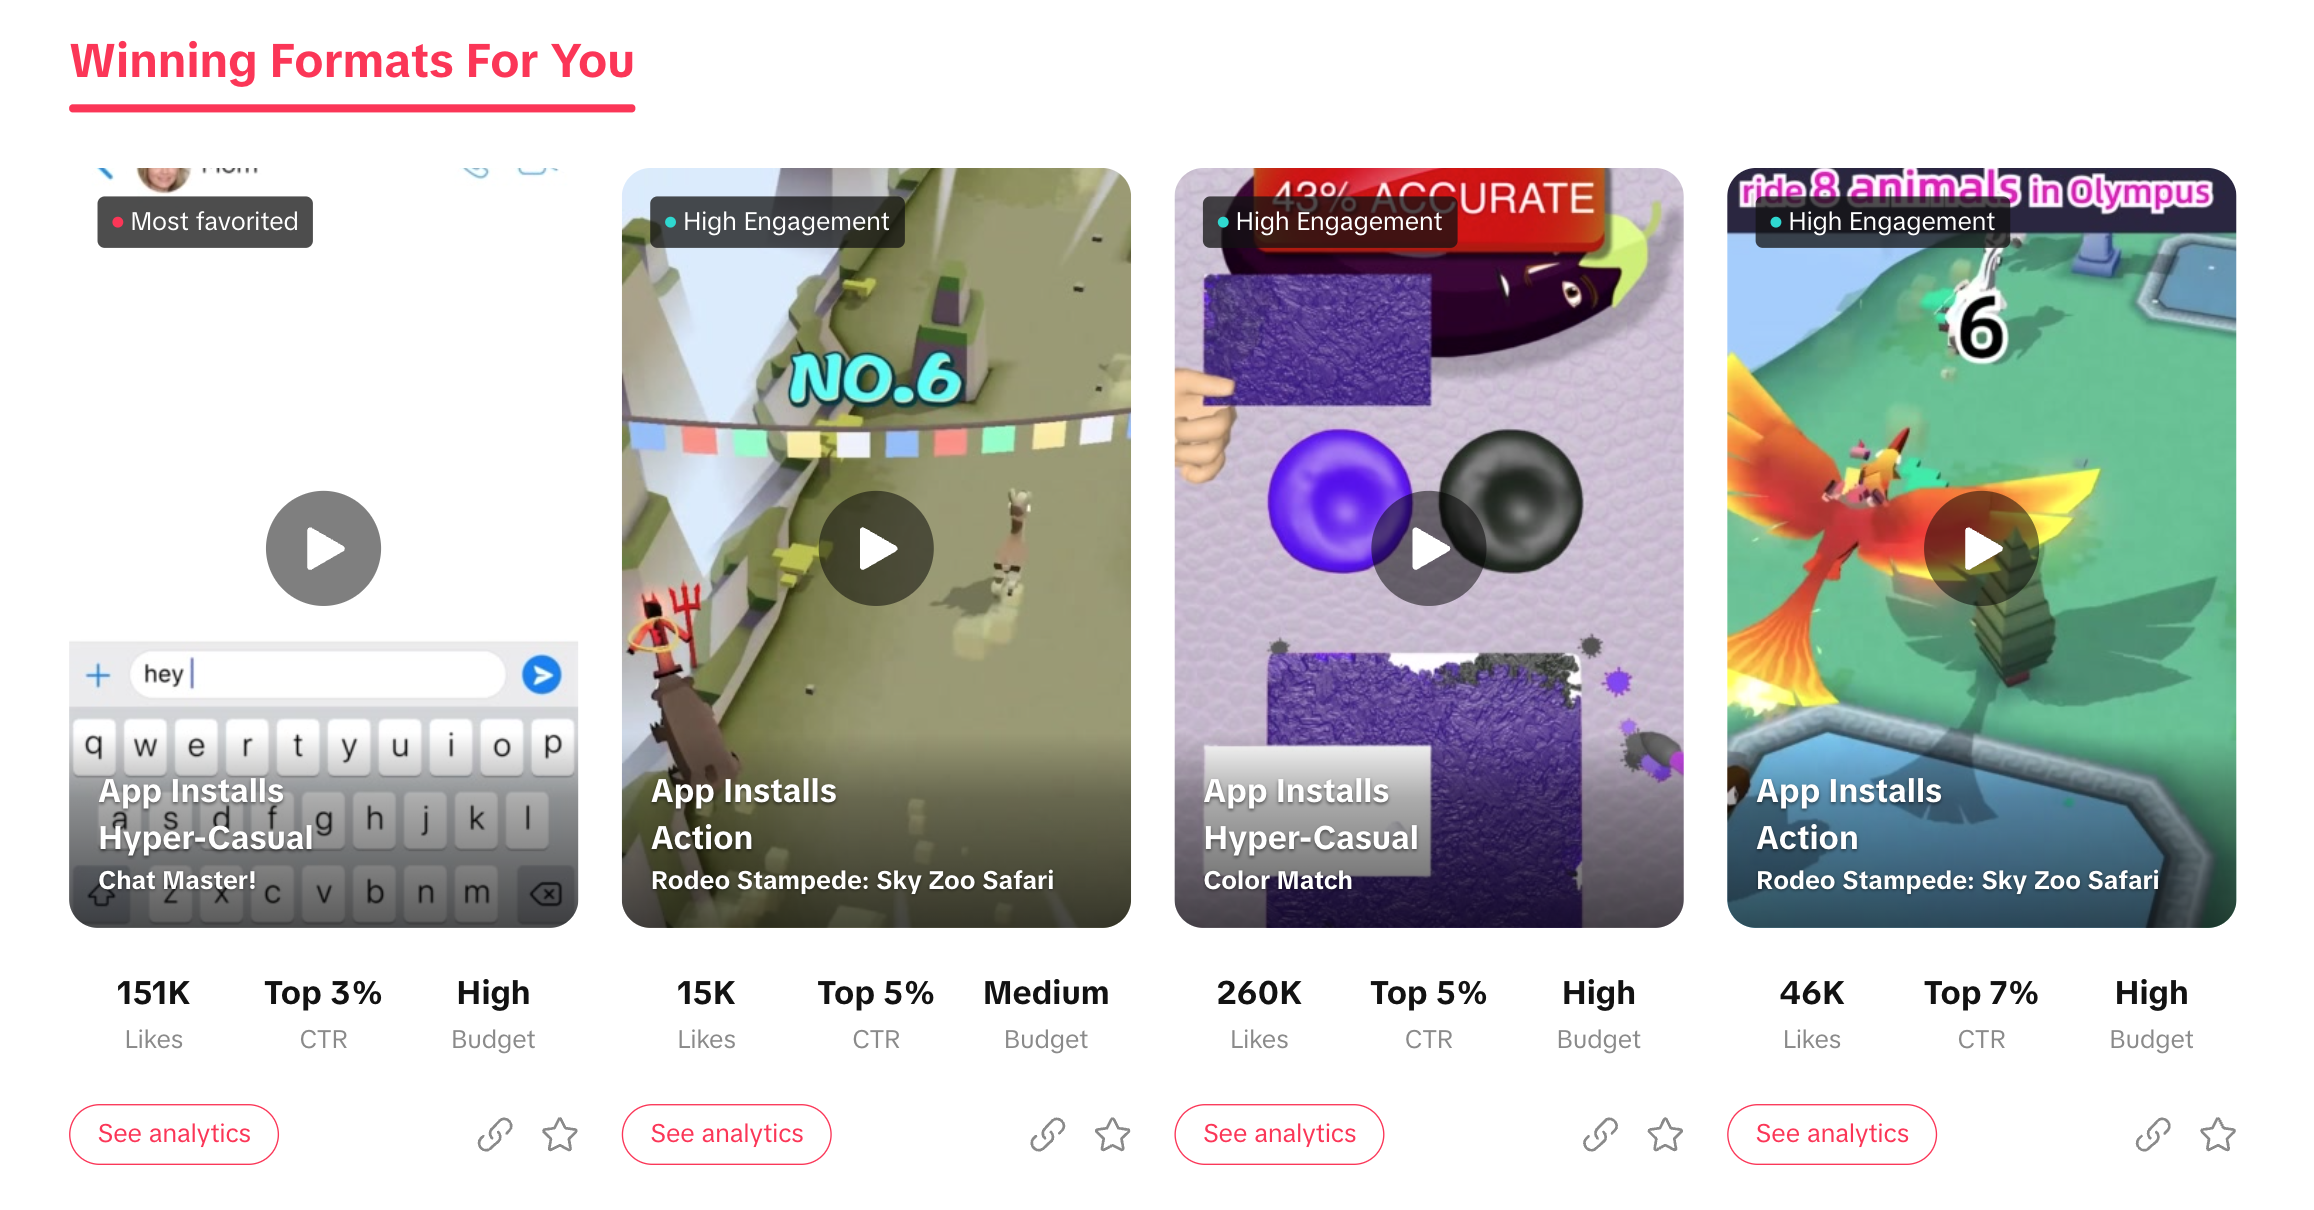 Winning Formats For You
Mom
Most favorited
hey
q w e r t y u i o p
a s d f g h j k l
z x c v b n m
App Installs
Hyper-Casual
Chat Master!
151K
Likes
Top 3%
CTR
High
Budget
See analytics
High Engagement
NO.6
App Installs
Action
Rodeo Stampede: Sky Zoo Safari
15K
Likes
Top 5%
CTR
Medium
Budget
See analytics
43% ACCURATE
High Engagement
App Installs
Hyper-Casual
Color Match
260K
Likes
Top 5%
CTR
High
Budget
See analytics
ride 8 animals in Olympus
High Engagement
6
App Installs
Action
Rodeo Stampede: Sky Zoo Safari
46K
Likes
Top 7%
CTR
High
Budget
See analytics